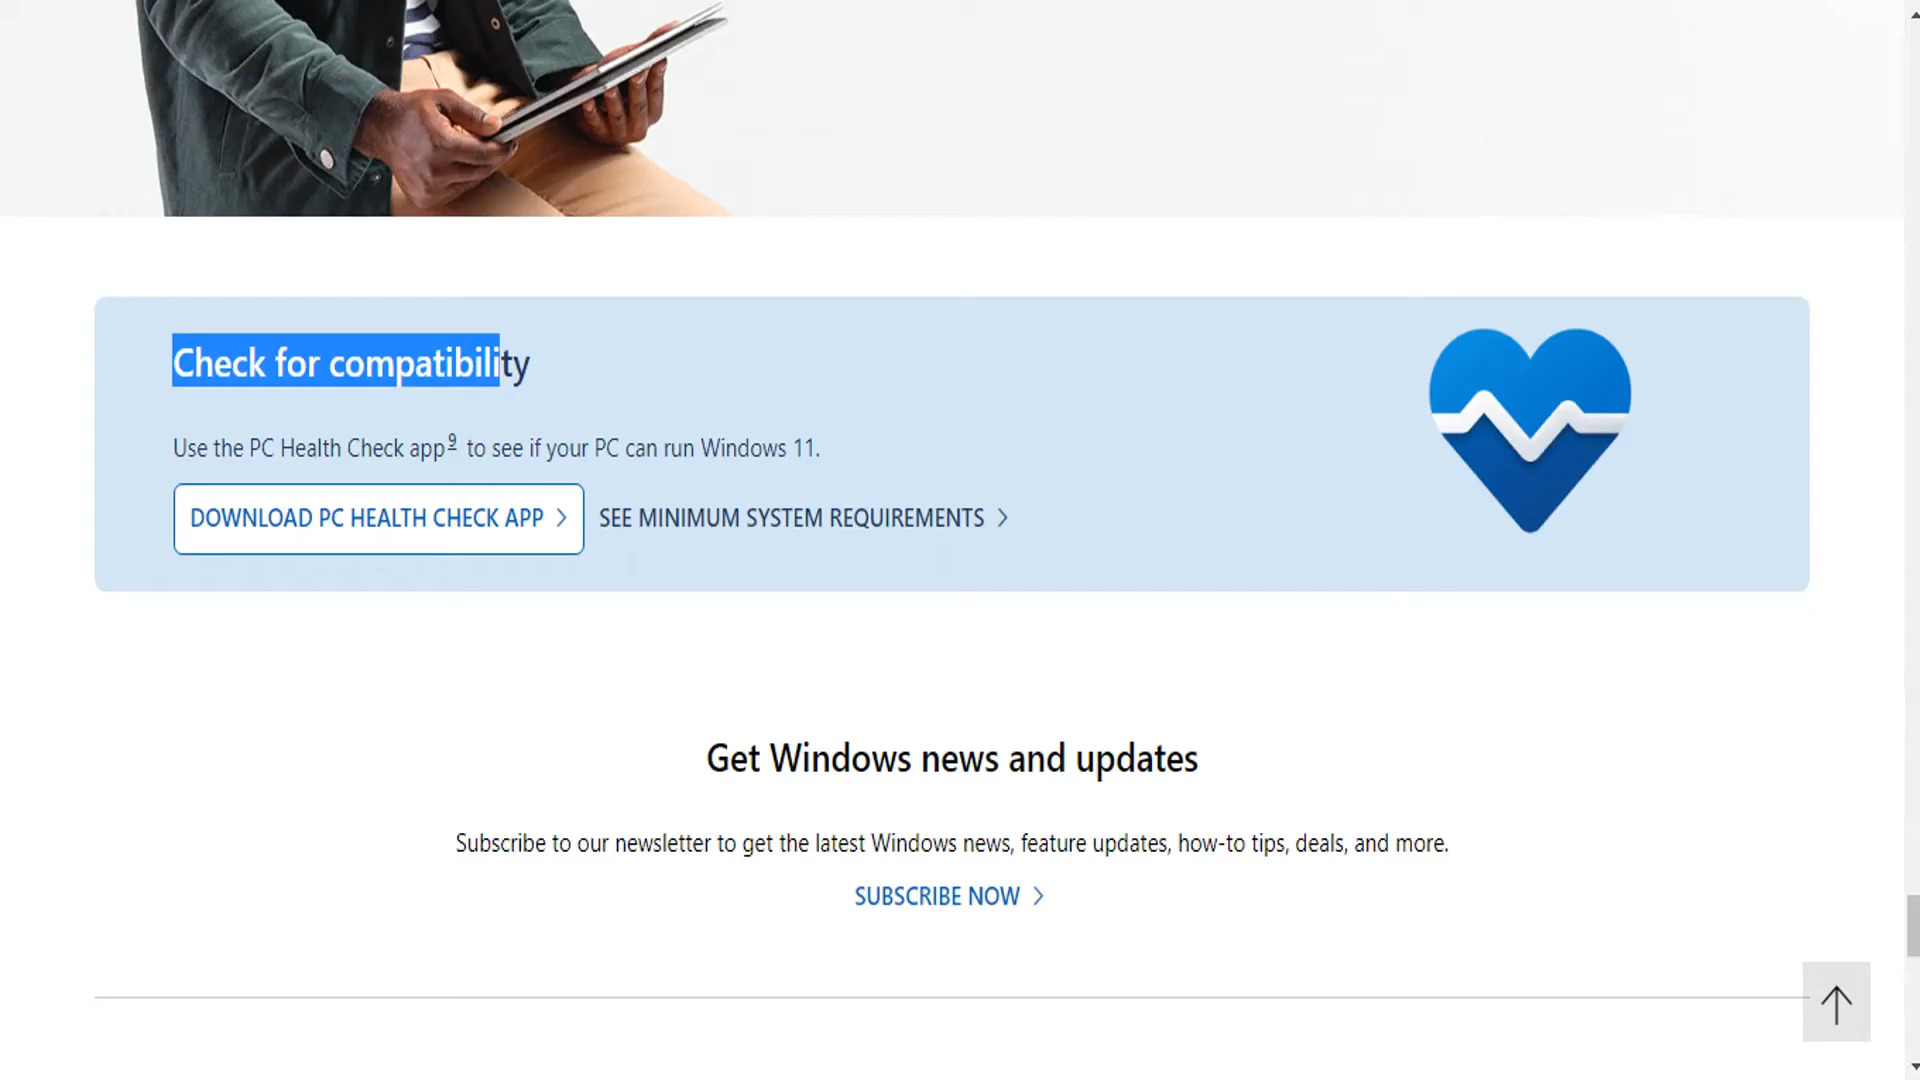 Check for compatibility
Use the PC Health Check app⁹ to see if your PC can run Windows 11.
DOWNLOAD PC HEALTH CHECK APP
SEE MINIMUM SYSTEM REQUIREMENTS
Get Windows news and updates
Subscribe to our newsletter to get the latest Windows news, feature updates, how-to tips, deals, and more.
SUBSCRIBE NOW